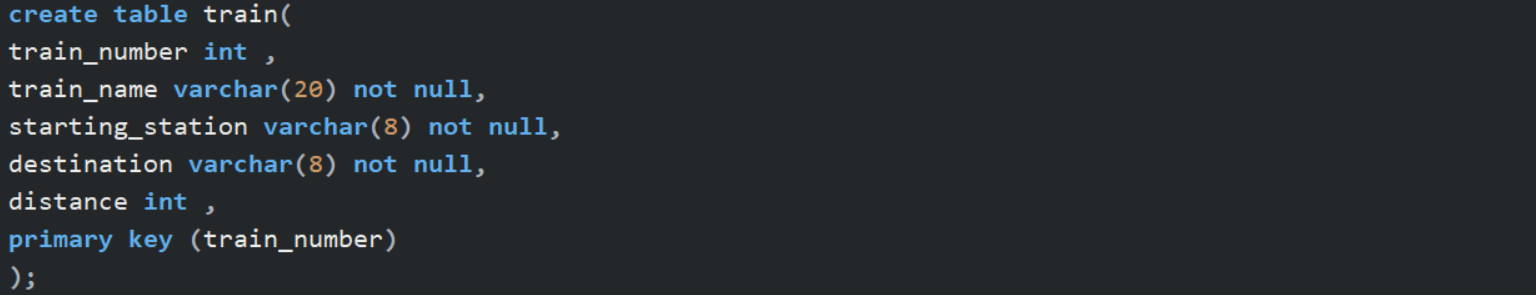 create table train(
train_number int ,
train_name varchar(20) not null,
starting_station varchar(8) not null,
destination varchar(8) not null,
distance int ,
primary key (train_number)
);